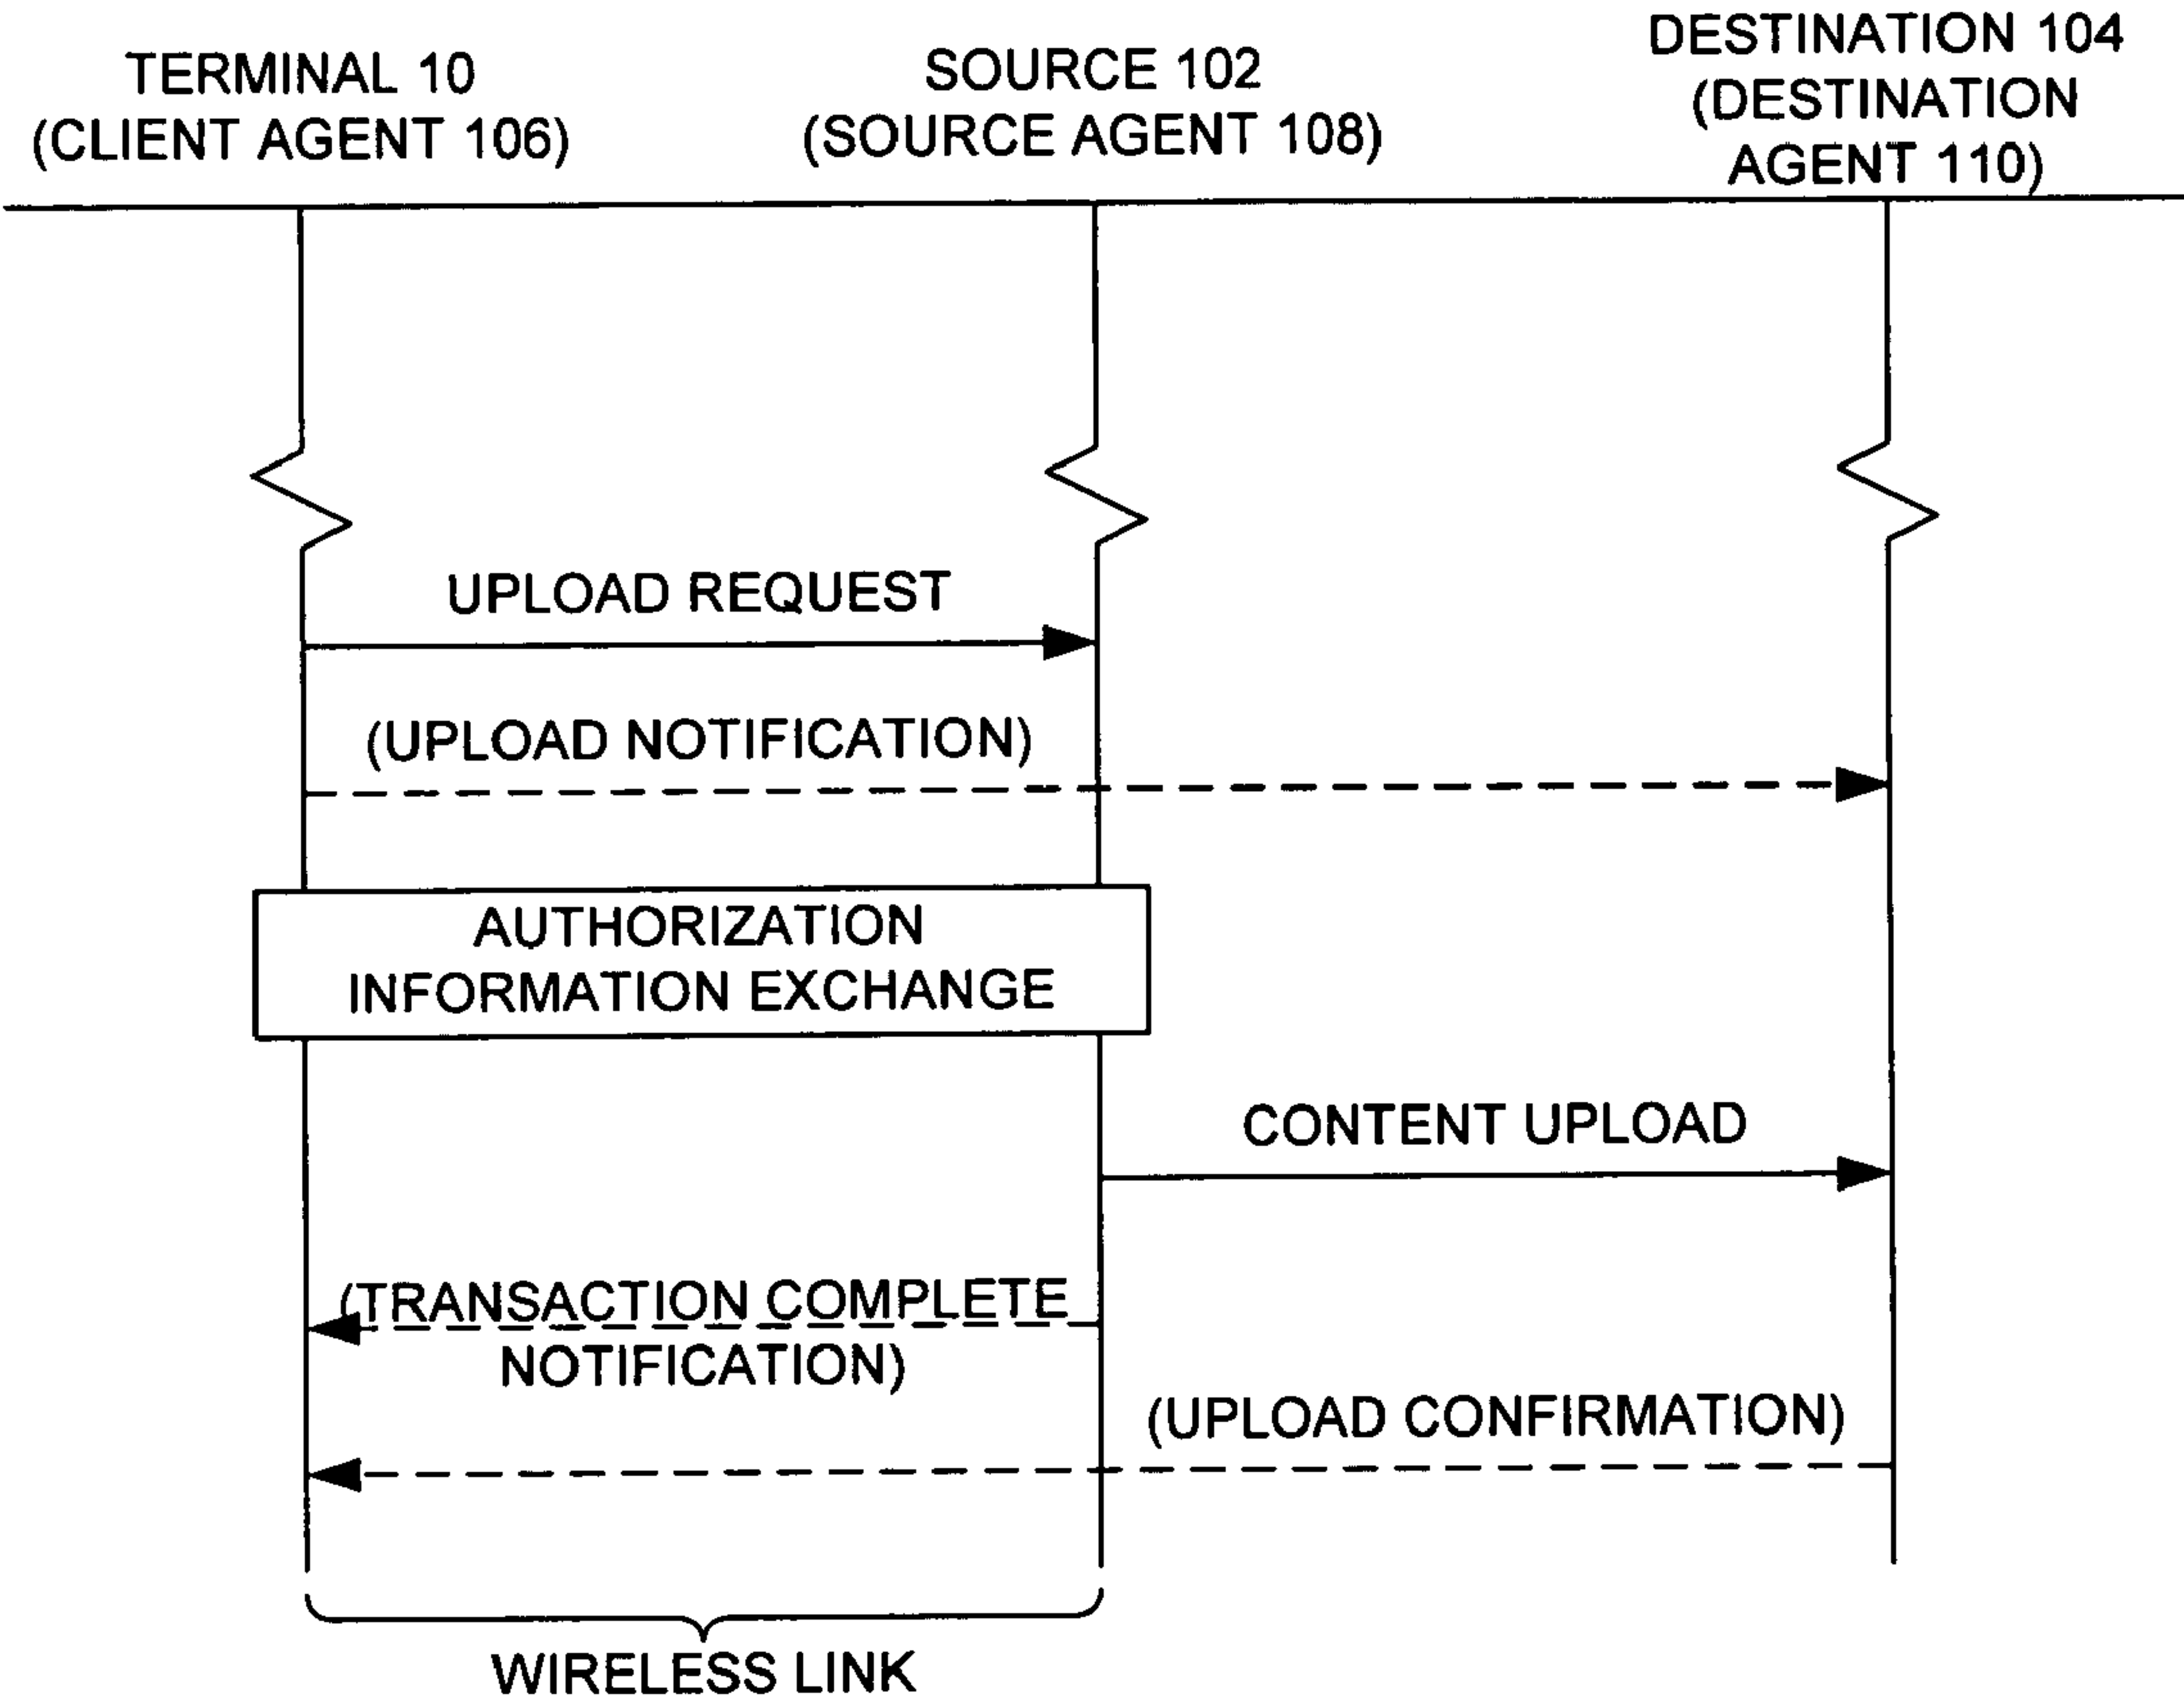 TERMINAL 10
(CLIENT AGENT 106)
SOURCE 102
(SOURCE AGENT 108)
DESTINATION 104
(DESTINATION
AGENT 110)
UPLOAD REQUEST
(UPLOAD NOTIFICATION)
AUTHORIZATION
INFORMATION EXCHANGE
CONTENT UPLOAD
(TRANSACTION COMPLETE
NOTIFICATION)
(UPLOAD CONFIRMATION)
WIRELESS LINK